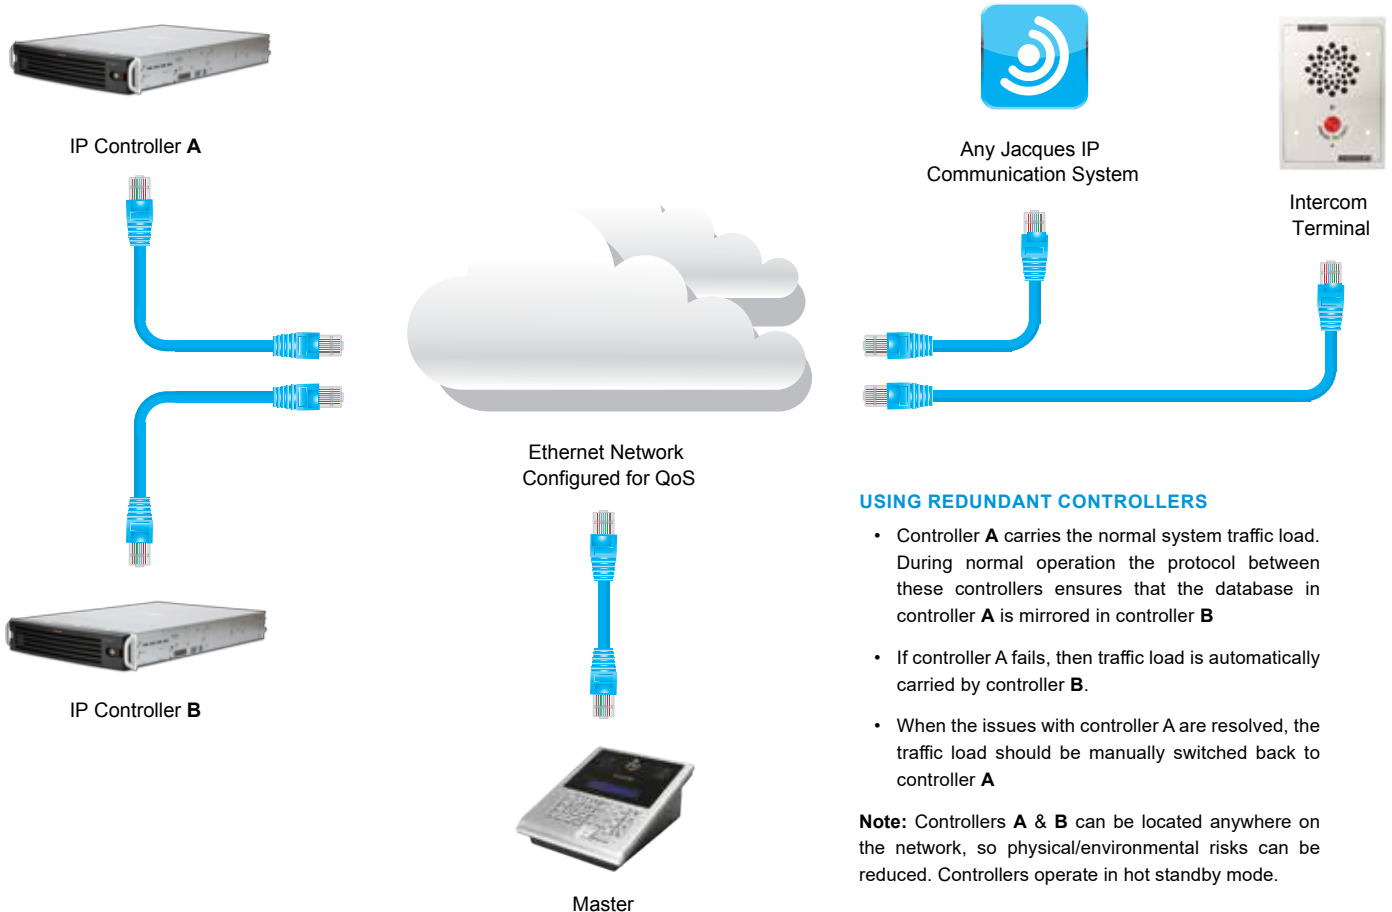 IP Controller A
Any Jacques IP
Communication System
Intercom
Terminal
Ethernet Network
Configured for QoS
IP Controller B
Master
USING REDUNDANT CONTROLLERS
• Controller A carries the normal system traffic load.
During normal operation the protocol between
these controllers ensures that the database in
controller A is mirrored in controller B
• If controller A fails, then traffic load is automatically
carried by controller B.
• When the issues with controller A are resolved, the
traffic load should be manually switched back to
controller A
Note: Controllers A & B can be located anywhere on
the network, so physical/environmental risks can be
reduced. Controllers operate in hot standby mode.